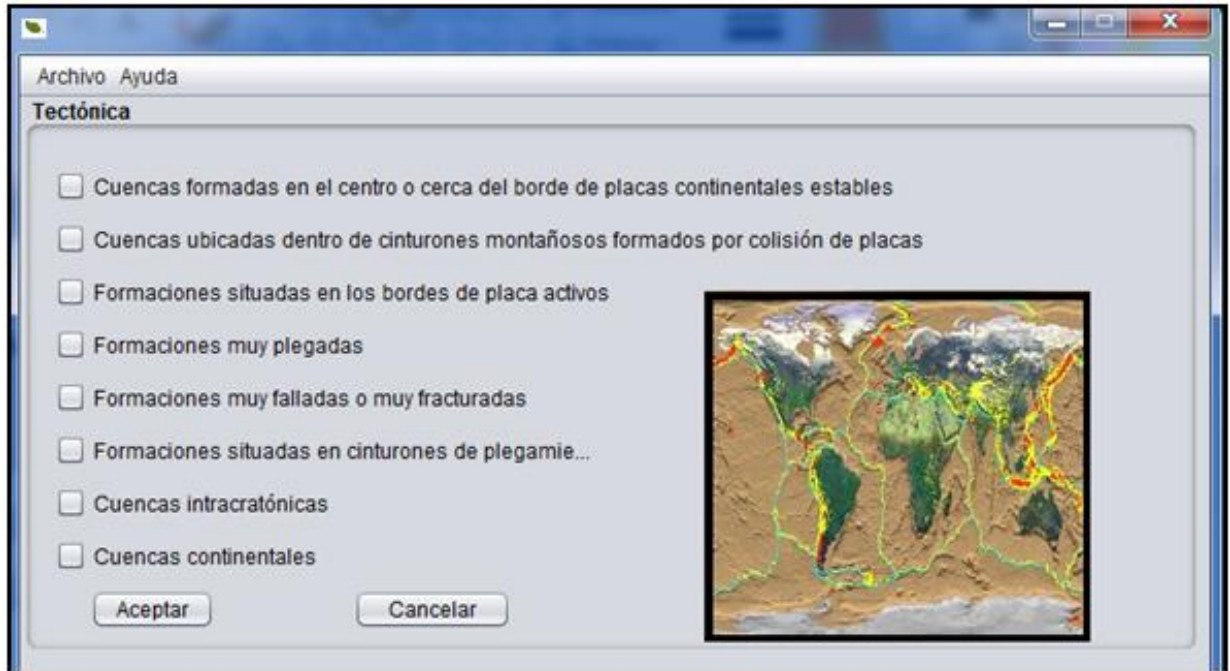 Archivo Ayuda
Tectónica
Cuencas formadas en el centro o cerca del borde de placas continentales estables
Cuencas ubicadas dentro de cinturones montañosos formados por colisión de placas
Formaciones situadas en los bordes de placa activos
Formaciones muy plegadas
Formaciones muy falladas o muy fracturadas
Formaciones situadas en cinturones de plegamie...
Cuencas intracratónicas
Cuencas continentales
Aceptar Cancelar